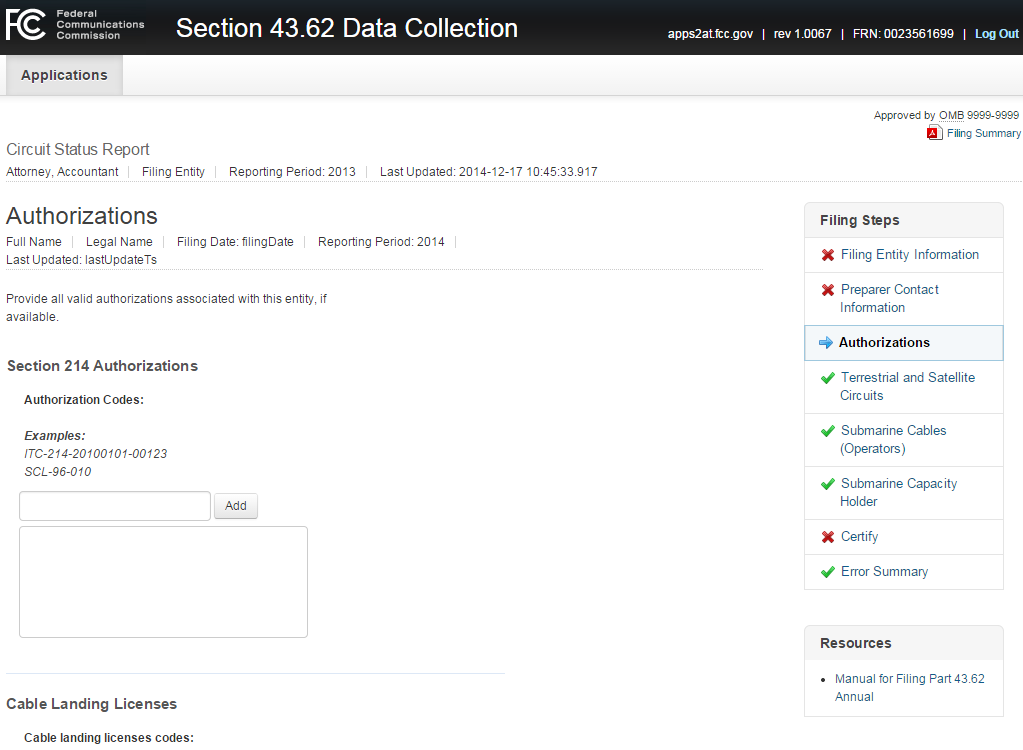 FCC Federal
Communications
Commission
Section 43.62 Data Collection
apps2at.fcc.gov | rev 1.0067 | FRN: 0023561699 | Log Out
Applications
Approved by OMB 9999-9999
Filing Summary
Circuit Status Report
Attorney, Accountant | Filing Entity | Reporting Period: 2013 | Last Updated: 2014-12-17 10:45:33.917
Authorizations
Full Name | Legal Name | Filing Date: filingDate | Reporting Period: 2014 |
Last Updated: lastUpdateTs
Provide all valid authorizations associated with this entity, if
available.
Section 214 Authorizations
Authorization Codes:
Examples:
ITC-214-20100101-00123
SCL-96-010
Add
Cable Landing Licenses
Cable landing licenses codes:
Filing Steps
Filing Entity Information
Preparer Contact
Information
Authorizations
Terrestrial and Satellite
Circuits
Submarine Cables
(Operators)
Submarine Capacity
Holder
Certify
Error Summary
Resources
Manual for Filing Part 43.62
Annual